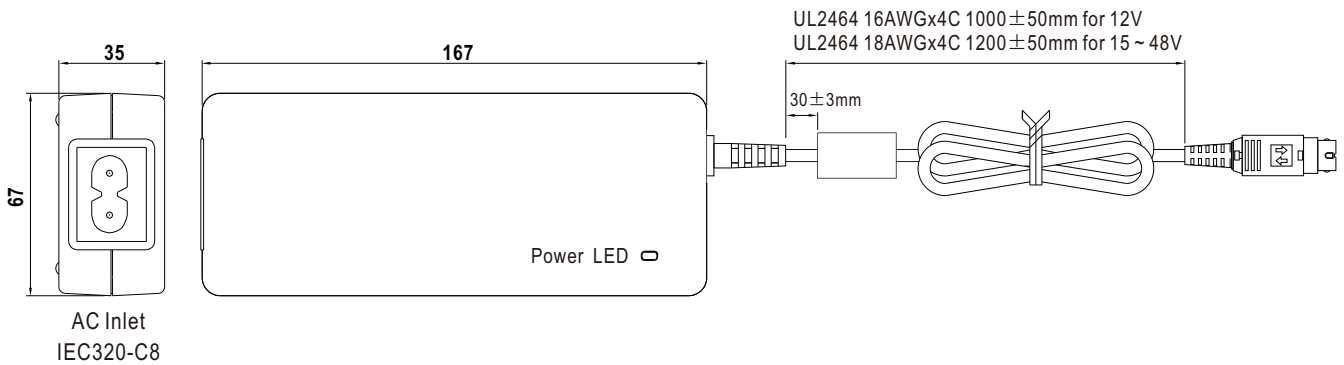 UL2464 16AWGx4C 1000±50mm for 12V
UL2464 18AWGx4C 1200±50mm for 15 ~ 48V
35
167
30±3mm
67
Power LED
AC Inlet
IEC320-C8